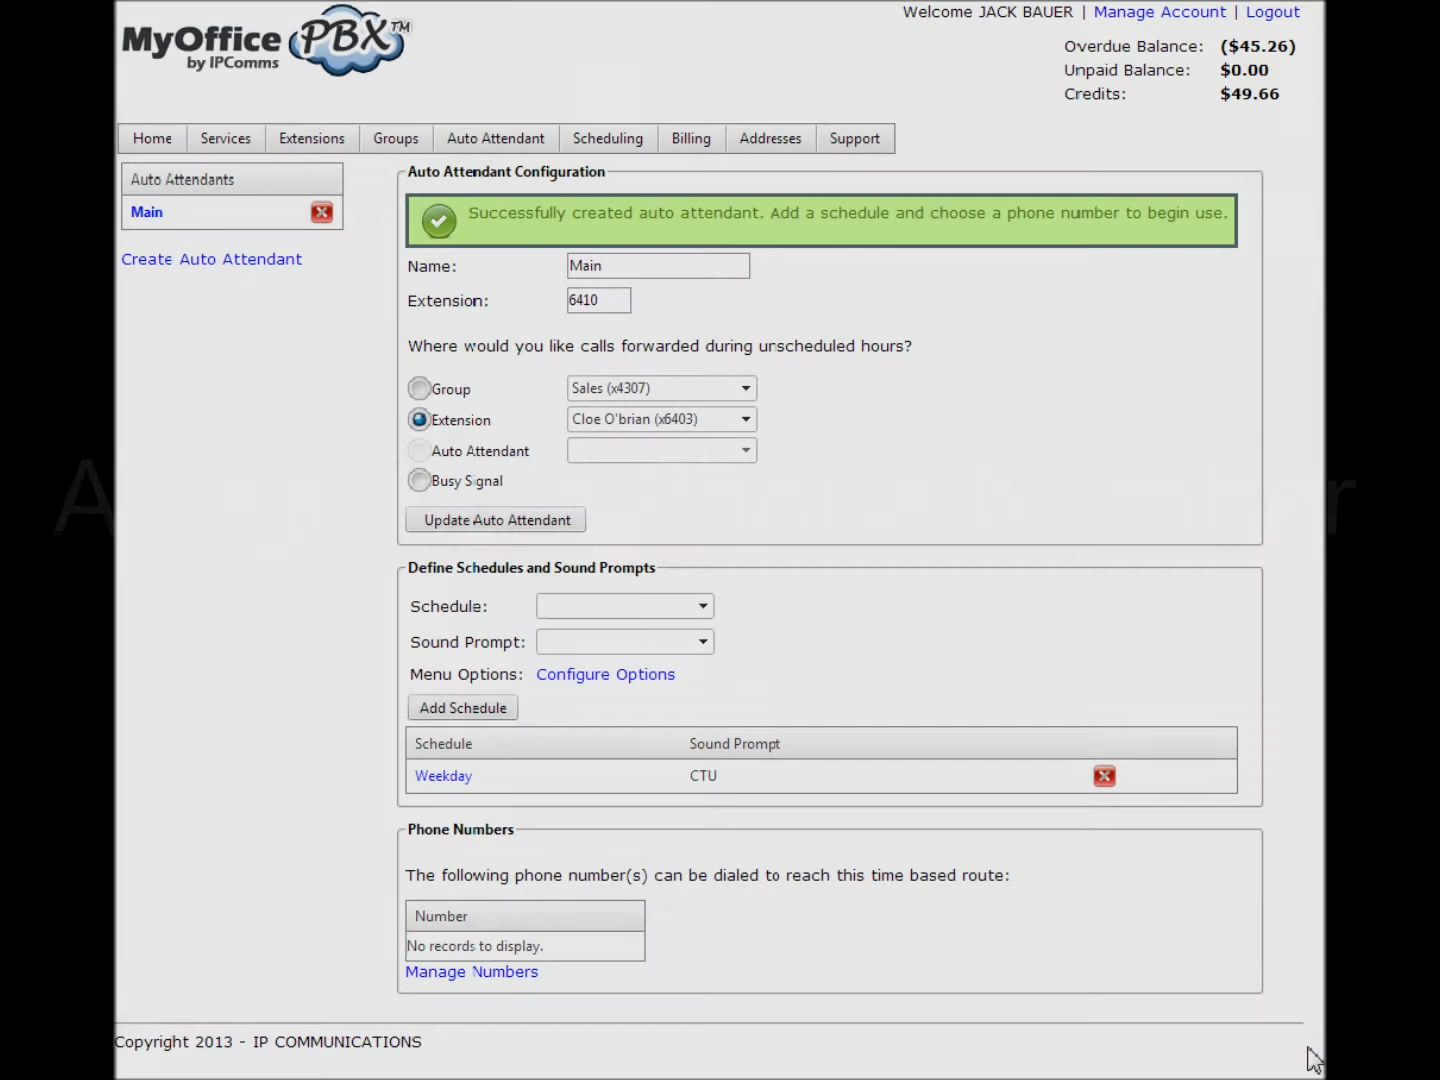 Welcome JACK BAUER | Manage Account | Logout
MyOffice PBX™
by IPComms
Overdue Balance: ($45.26)
Unpaid Balance: $0.00
Credits: $49.66
Home Services Extensions Groups Auto Attendant Scheduling Billing Addresses Support
Auto Attendants
Main
Create Auto Attendant
Auto Attendant Configuration
Successfully created auto attendant. Add a schedule and choose a phone number to begin use.
Name: Main
Extension: 6410
Where would you like calls forwarded during unscheduled hours?
Group Sales (x4307)
Extension Cloe O'brian (x6403)
Auto Attendant
Busy Signal
Update Auto Attendant
Define Schedules and Sound Prompts
Schedule:
Sound Prompt:
Menu Options: Configure Options
Add Schedule
Schedule Sound Prompt
Weekday CTU
Phone Numbers
The following phone number(s) can be dialed to reach this time based route:
Number
No records to display.
Manage Numbers
Copyright 2013 - IP COMMUNICATIONS